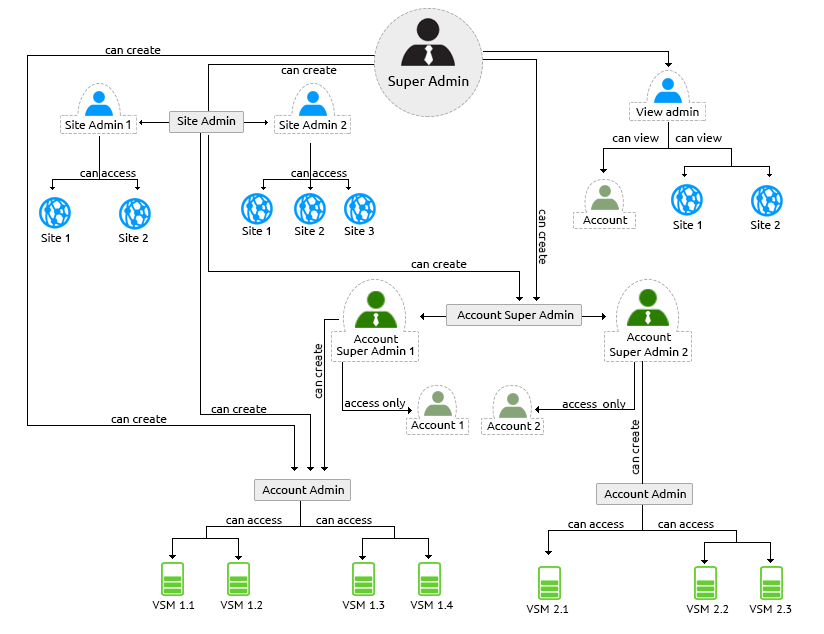 can create
can create
Super Admin
Site Admin 1
Site Admin
Site Admin 2
View admin
can view
can view
can access
can access
Account
Site 1
Site 2
Site 1
Site 2
Site 1
Site 2
Site 3
can create
can create
Account Super Admin
Account
Super Admin 1
Account
Super Admin 2
can create
access only
access only
Account 1
Account 2
can create
can create
can create
Account Admin
Account Admin
can access
can access
can access
can access
VSM 1.1
VSM 1.2
VSM 1.3
VSM 1.4
VSM 2.1
VSM 2.2
VSM 2.3